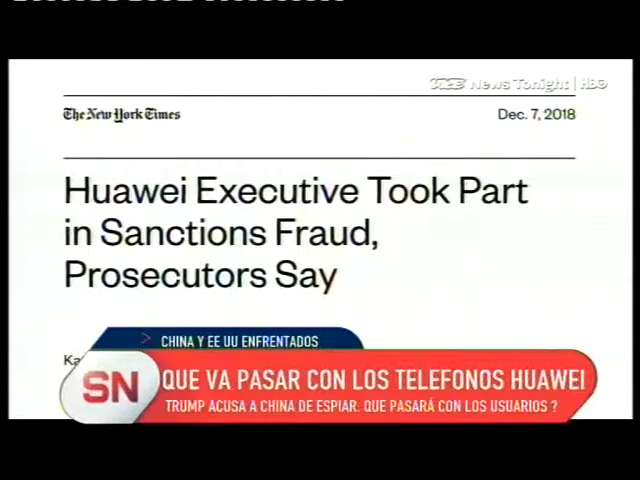 VICE News Tonight | HBO
The New York Times
Dec. 7, 2018
Huawei Executive Took Part
in Sanctions Fraud,
Prosecutors Say
Ka
> CHINA Y EE UU ENFRENTADOS
SN
QUE VA PASAR CON LOS TELEFONOS HUAWEI
TRUMP ACUSA A CHINA DE ESPIAR. QUE PASARÁ CON LOS USUARIOS ?